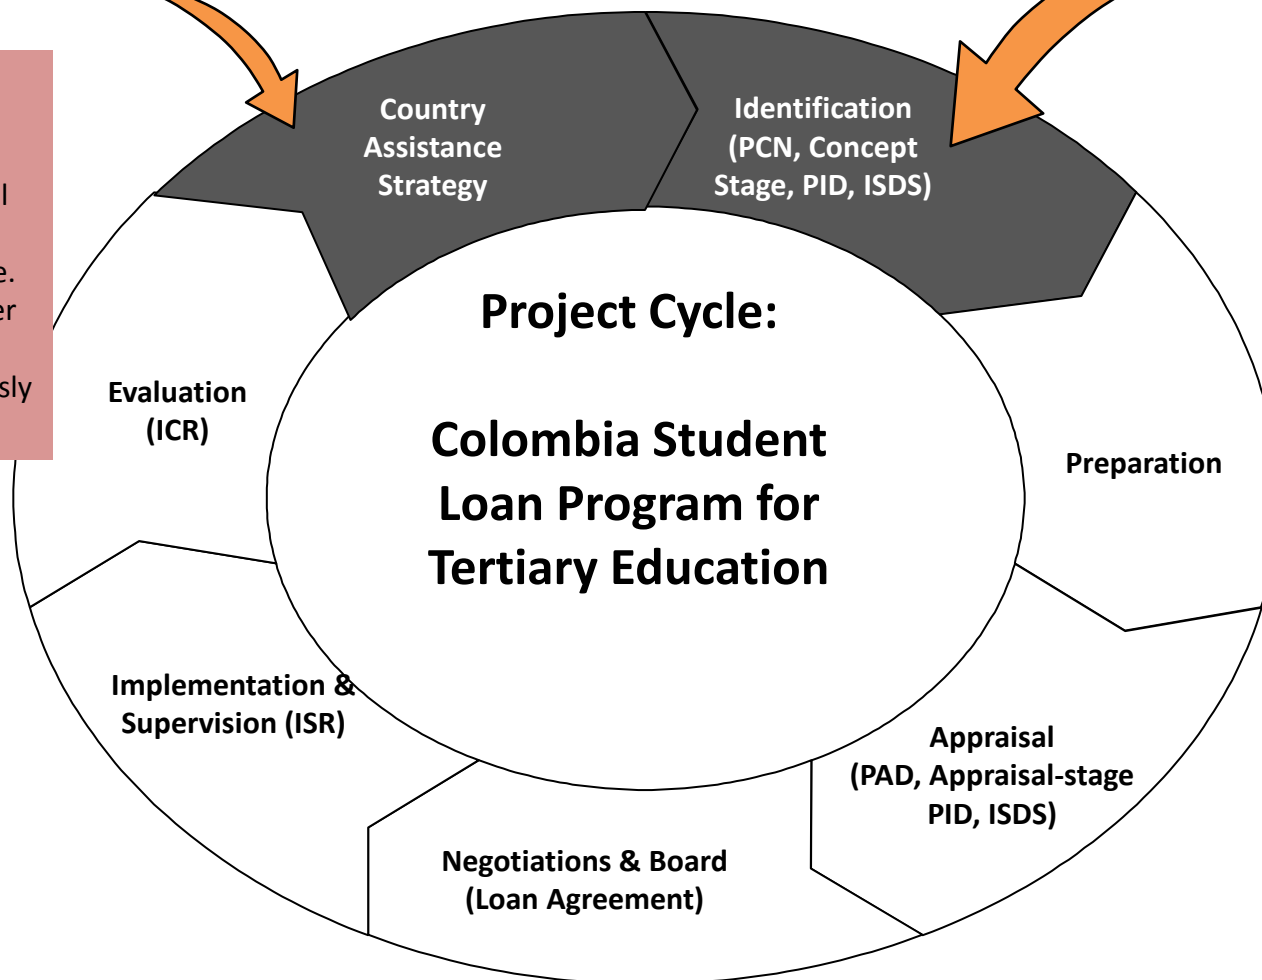 Country
Assistance
Strategy
Identification
(PCN, Concept
Stage, PID, ISDS)
Project Cycle:
Colombia Student
Loan Program for
Tertiary Education
Evaluation
(ICR)
Preparation
Implementation &
Supervision (ISR)
Appraisal
(PAD, Appraisal-stage
PID, ISDS)
Negotiations & Board
(Loan Agreement)